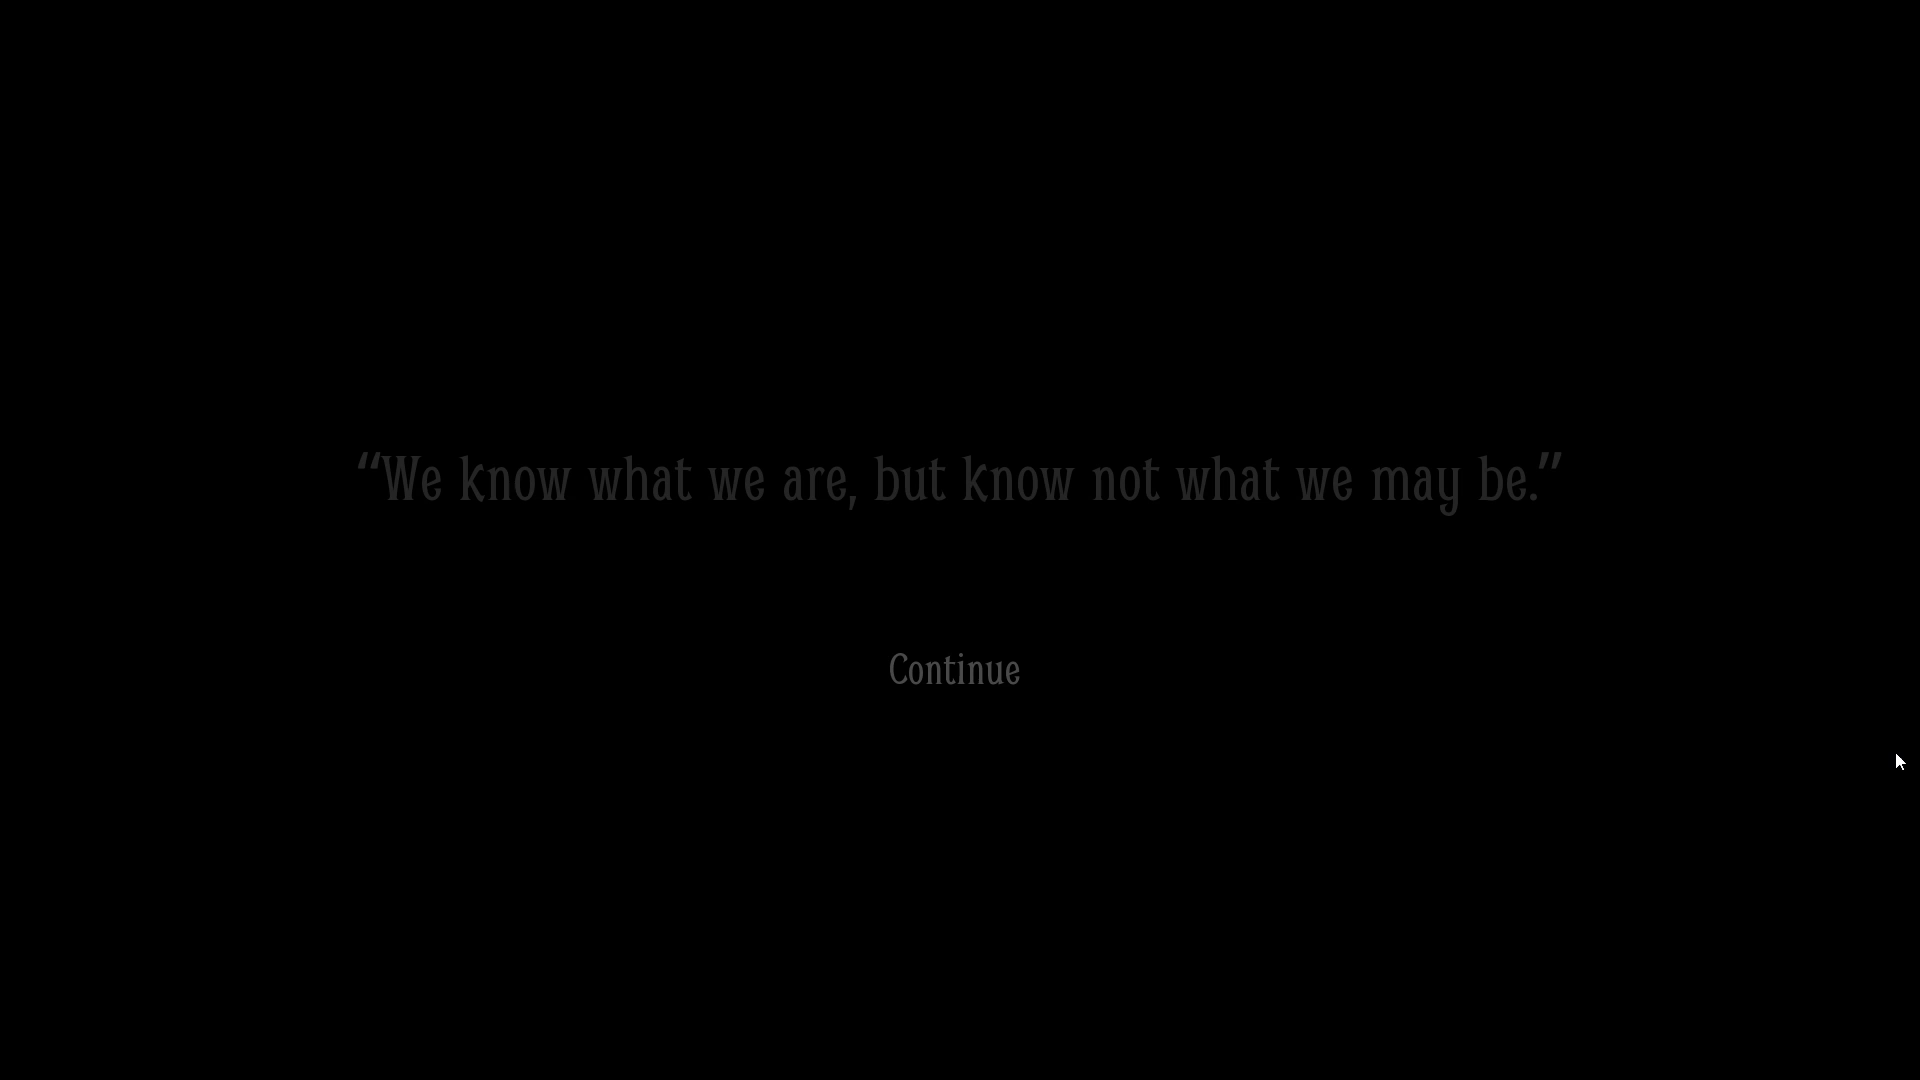 “We know what we are, but know not what we may be.”
Continue